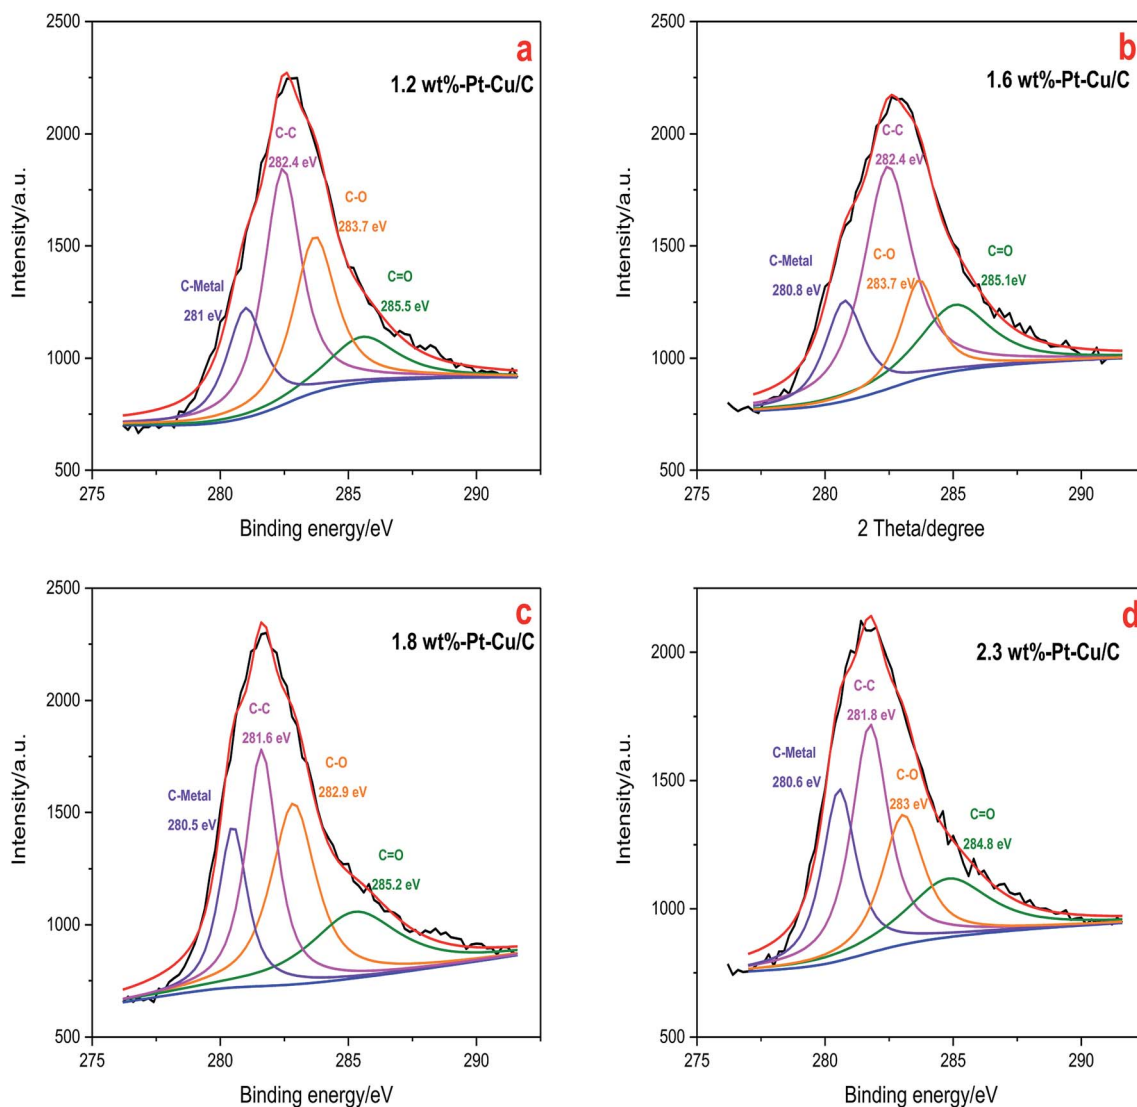 a
1.2 wt%-Pt-Cu/C
C-C
282.4 eV
C-O
283.7 eV
C-Metal
281 eV
C=O
285.5 eV
2500
2000
1500
1000
500
275
280
285
290
Intensity/a.u.
Binding energy/eV
b
1.6 wt%-Pt-Cu/C
C-C
282.4 eV
C-Metal
280.8 eV
C-O
283.7 eV
C=O
285.1eV
2500
2000
1500
1000
500
275
280
285
290
Intensity/a.u.
2 Theta/degree
c
1.8 wt%-Pt-Cu/C
C-C
281.6 eV
C-O
282.9 eV
C-Metal
280.5 eV
C=O
285.2 eV
2500
2000
1500
1000
500
275
280
285
290
Intensity/a.u.
Binding energy/eV
d
2.3 wt%-Pt-Cu/C
C-C
281.8 eV
C-Metal
280.6 eV
C-O
283 eV
C=O
284.8 eV
2000
1500
1000
500
275
280
285
290
Intensity/a.u.
Binding energy/eV